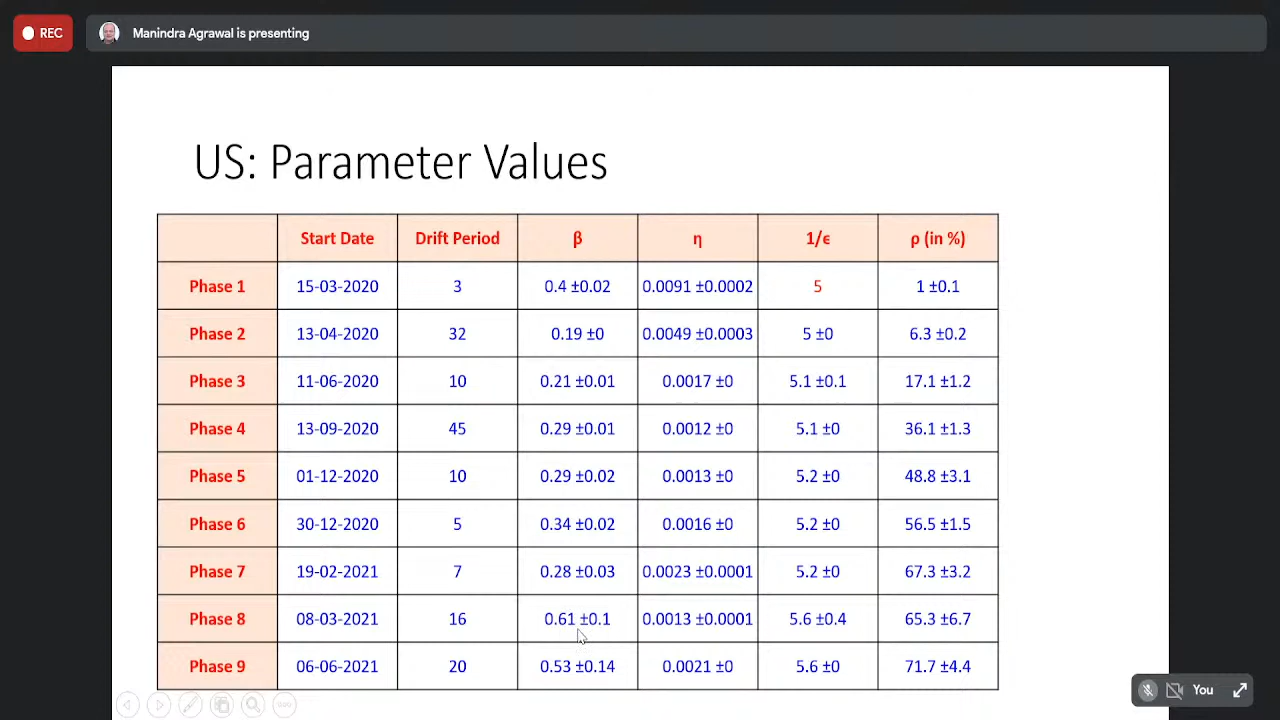 REC
Manindra Agrawal is presenting
US: Parameter Values
Start Date Drift Period β η 1/ϵ ρ (in %)
Phase 1 15-03-2020 3 0.4 ±0.02 0.0091 ±0.0002 5 1 ±0.1
Phase 2 13-04-2020 32 0.19 ±0 0.0049 ±0.0003 5 ±0 6.3 ±0.2
Phase 3 11-06-2020 10 0.21 ±0.01 0.0017 ±0 5.1 ±0.1 17.1 ±1.2
Phase 4 13-09-2020 45 0.29 ±0.01 0.0012 ±0 5.1 ±0 36.1 ±1.3
Phase 5 01-12-2020 10 0.29 ±0.02 0.0013 ±0 5.2 ±0 48.8 ±3.1
Phase 6 30-12-2020 5 0.34 ±0.02 0.0016 ±0 5.2 ±0 56.5 ±1.5
Phase 7 19-02-2021 7 0.28 ±0.03 0.0023 ±0.0001 5.2 ±0 67.3 ±3.2
Phase 8 08-03-2021 16 0.61 ±0.1 0.0013 ±0.0001 5.6 ±0.4 65.3 ±6.7
Phase 9 06-06-2021 20 0.53 ±0.14 0.0021 ±0 5.6 ±0 71.7 ±4.4
You